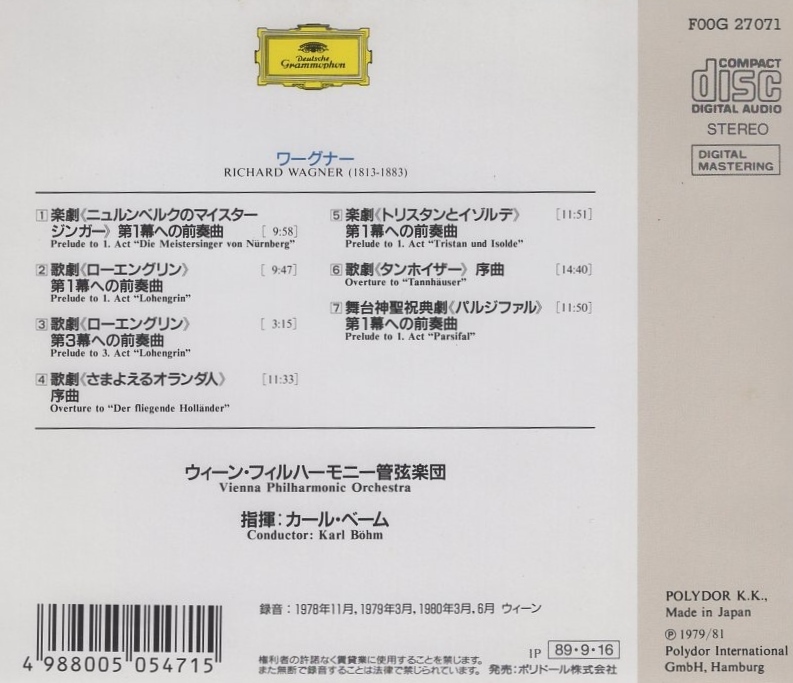 F00G 27071
Deutsche
Grammophon
COMPACT
disc
DIGITAL AUDIO
STEREO
DIGITAL
MASTERING
ワーグナー
RICHARD WAGNER (1813-1883)
1 楽劇《ニュルンベルクのマイスター
ジンガー》 第1幕への前奏曲 [ 9:58]
Prelude to 1. Act “Die Meistersinger von Nürnberg”
2 歌劇《ローエングリン》 [ 9:47]
第1幕への前奏曲
Prelude to 1. Act “Lohengrin”
3 歌劇《ローエングリン》 [ 3:15]
第3幕への前奏曲
Prelude to 3. Act “Lohengrin”
4 歌劇《さまよえるオランダ人》 [11:33]
序曲
Overture to “Der fliegende Holländer”
5 楽劇《トリスタンとイゾルデ》 [11:51]
第1幕への前奏曲
Prelude to 1. Act “Tristan und Isolde”
6 歌劇《タンホイザー》 序曲 [14:40]
Overture to “Tannhäuser”
7 舞台神聖祝典劇《パルジファル》 [11:50]
第1幕への前奏曲
Prelude to 1. Act “Parsifal”
ウィーン・フィルハーモニー管弦楽団
Vienna Philharmonic Orchestra
指揮：カール・ベーム
Conductor: Karl Böhm
録音：1978年11月，1979年3月，1980年3月，6月 ウィーン
4 988005 054715
権利者の許諾なく賃貸業に使用することを禁じます。
また無断で録音することは法律で禁じられています。
1P 89・9・16
発売：ポリドール株式会社
POLYDOR K.K.,
Made in Japan
℗ 1979/81
Polydor International
GmbH, Hamburg